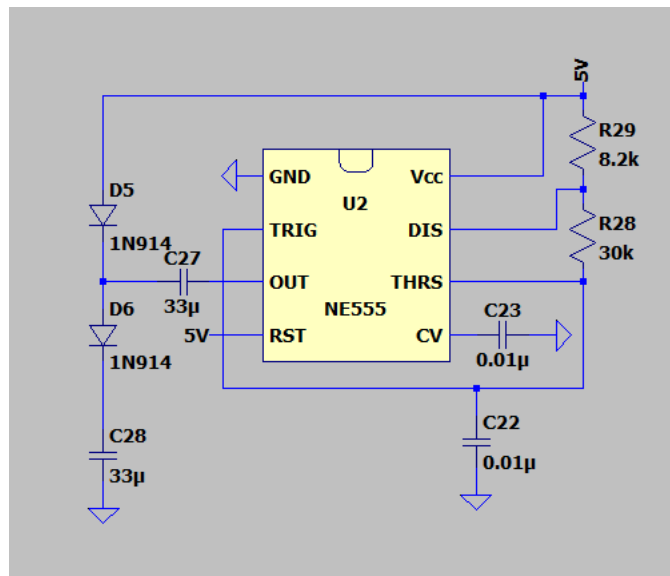 5V
R29
8.2k
D5
1N914
GND
Vcc
U2
TRIG
DIS
R28
30k
C27
33µ
OUT
THRS
D6
1N914
5V
RST
NE555
CV
C23
0.01µ
C28
33µ
C22
0.01µ